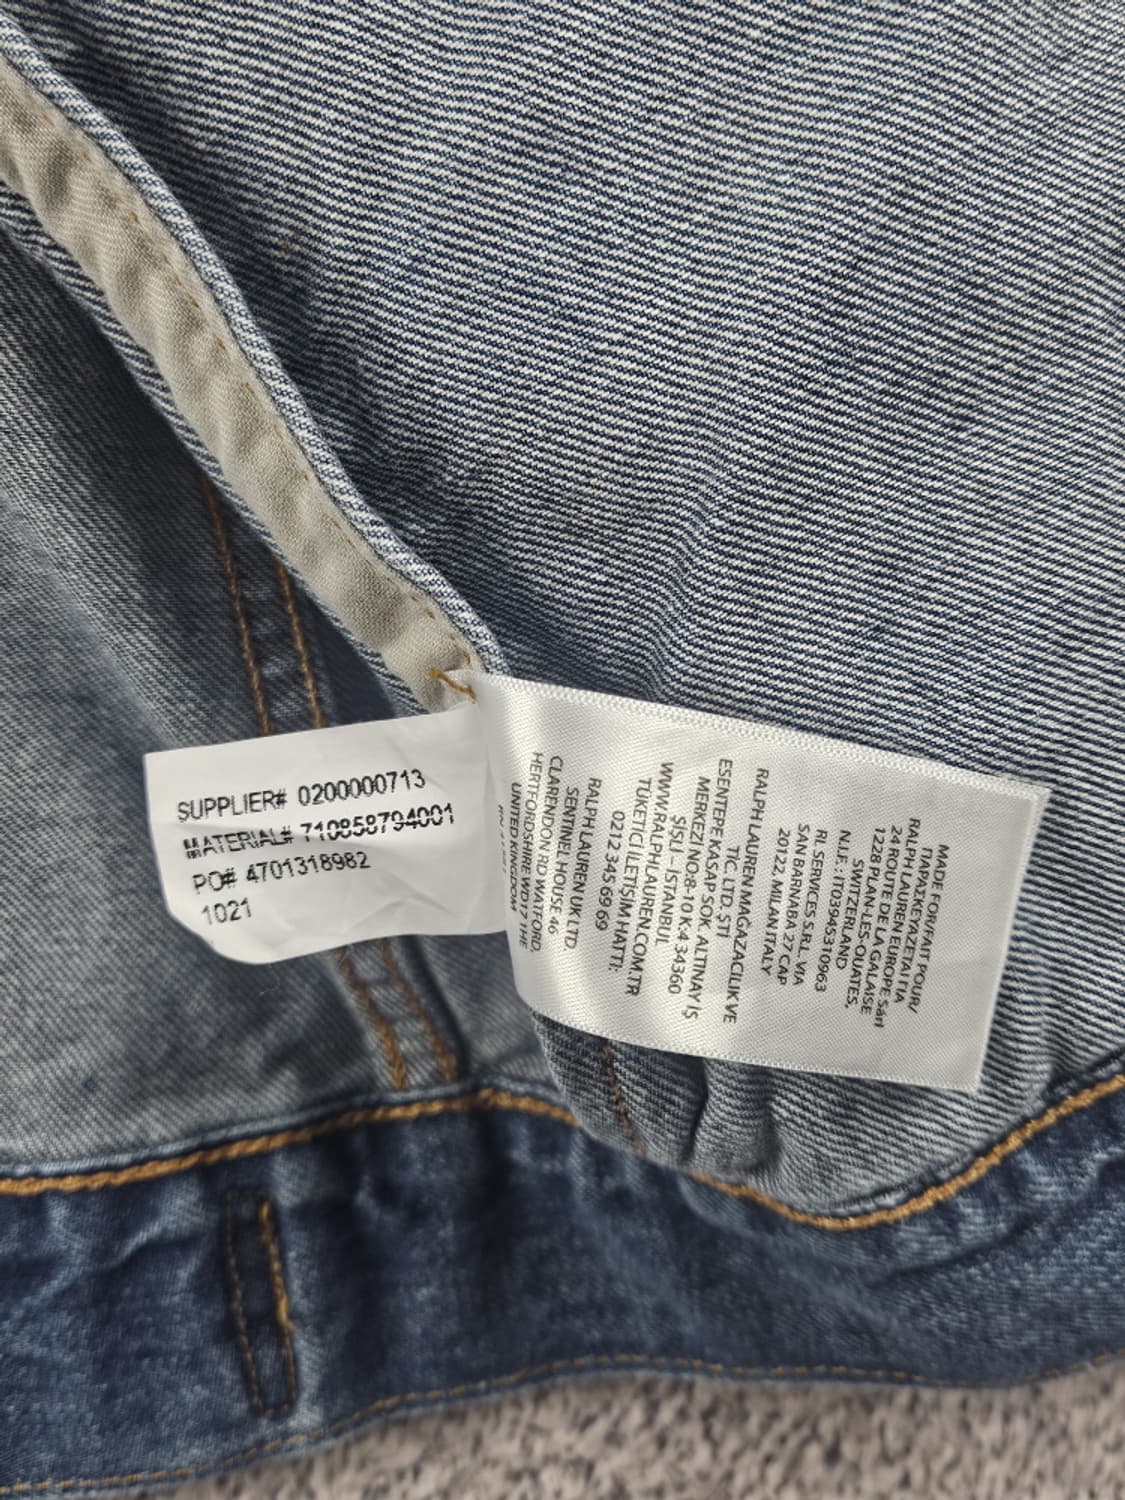 SUPPLIER# 0200000713
MATERIAL# 710858794001
PO# 4701318982
1021
MADE FOR/FAIT POUR/
ΠΑΡΑΣΚΕΥΑΖΕΤΑΙ ΓΙΑ
RALPH LAUREN EUROPE Sàrl
24 ROUTE DE LA GALAISE
1228 PLAN-LES-OUATES,
SWITZERLAND
N.I.F.: IT03945310963
RL SERVICES S.R.L. VIA
SAN BARNABA 27 CAP
20122, MILAN ITALY
RALPH LAUREN MAĞAZACILIK VE
TİC. LTD. ŞTİ
ESENTEPE KASAP SOK. ALTINAY İŞ
MERKEZİ NO:8-10 K:4 34360
ŞİŞLİ – İSTANBUL
WWW.RALPHLAUREN.COM.TR
TÜKETİCİ İLETİŞİM HATTI:
0212 345 69 69
RALPH LAUREN UK LTD.
SENTINEL HOUSE 46
CLARENDON RD WATFORD,
HERTFORDSHIRE WD17 1HE
UNITED KINGDOM